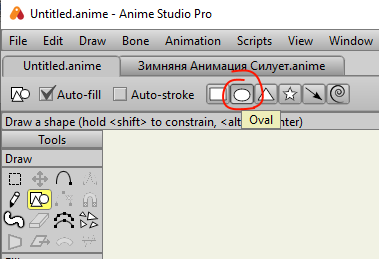 Untitled.anime - Anime Studio Pro
File Edit Draw Bone Animation Scripts View Window
Untitled.anime Зимняня Анимация Силует.anime
Auto-fill Auto-stroke
Draw a shape (hold <shift> to constrain, <alt
nter)
Oval
Tools
Draw